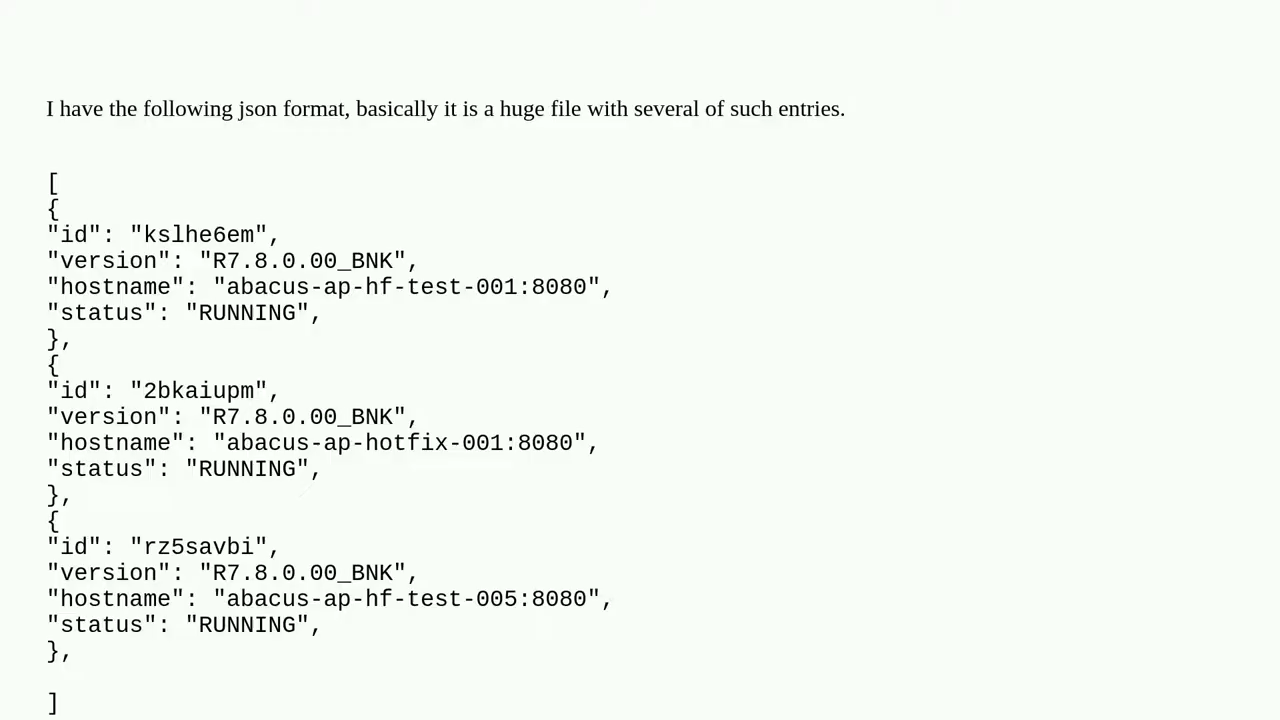 I have the following json format, basically it is a huge file with several of such entries.
[
{
"id": "kslhe6em",
"version": "R7.8.0.00_BNK",
"hostname": "abacus-ap-hf-test-001:8080",
"status": "RUNNING",
},
{
"id": "2bkaiupm",
"version": "R7.8.0.00_BNK",
"hostname": "abacus-ap-hotfix-001:8080",
"status": "RUNNING",
},
{
"id": "rz5savbi",
"version": "R7.8.0.00_BNK",
"hostname": "abacus-ap-hf-test-005:8080",
"status": "RUNNING",
},
]